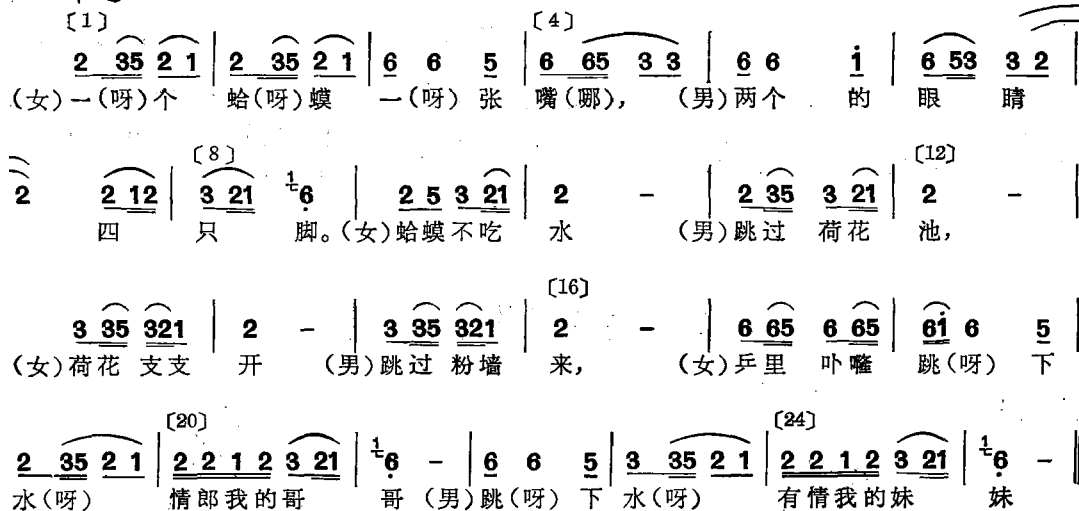 〔1〕 〔4〕
2 35 2 1 | 2 35 2 1 | 6 6 5 | 6 65 3 3 | 6 6 i | 6 53 3 2 |
(女)一(呀)个 蛤(呀)蟆 一(呀)张 嘴(哪), (男)两个 的 眼 睛
〔8〕 〔12〕
2 2 12 | 3 21 1 6 | 2 5 3 21 | 2 - | 2 35 3 21 | 2 -
四 只 脚。(女)蛤蟆不吃 水 (男)跳过 荷花 池,
〔16〕
3 35 321 | 2 - | 3 35 321 | 2 - | 6 65 6 65 | 6i 6 5
(女)荷花 支支 开 (男)跳过 粉墙 来, (女)乒里 卟 跳(呀) 下
〔20〕 〔24〕
2 35 2 1 | 2 2 1 2 3 21 | 1 6 - | 6 6 5 | 3 35 2 1 | 2 2 1 2 3 21 | 1 6 -
水(呀) 情郎我的哥 哥 (男)跳(呀) 下 水(呀) 有情我的妹 妹